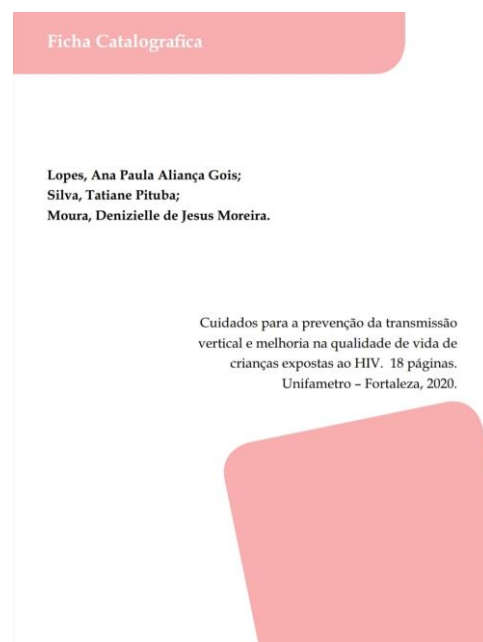 Ficha Catalografica
Lopes, Ana Paula Aliança Gois;
Silva, Tatiane Pituba;
Moura, Denizielle de Jesus Moreira.
Cuidados para a prevenção da transmissão
vertical e melhoria na qualidade de vida de
crianças expostas ao HIV. 18 páginas.
Unifametro – Fortaleza, 2020.